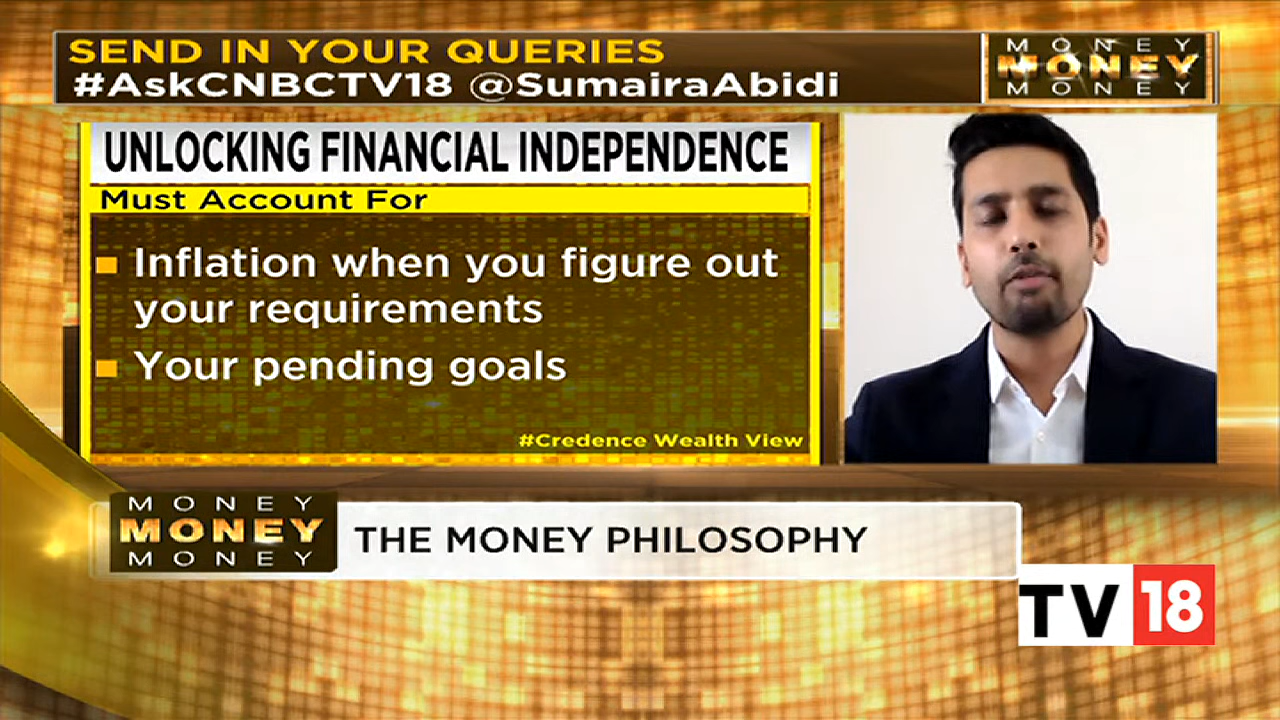 SEND IN YOUR QUERIES
#AskCNBCTV18 @SumairaAbidi
MONEY
MONEY
MONEY
UNLOCKING FINANCIAL INDEPENDENCE
Must Account For
Inflation when you figure out
your requirements
Your pending goals
#Credence Wealth View
MONEY
MONEY
MONEY
THE MONEY PHILOSOPHY
TV18